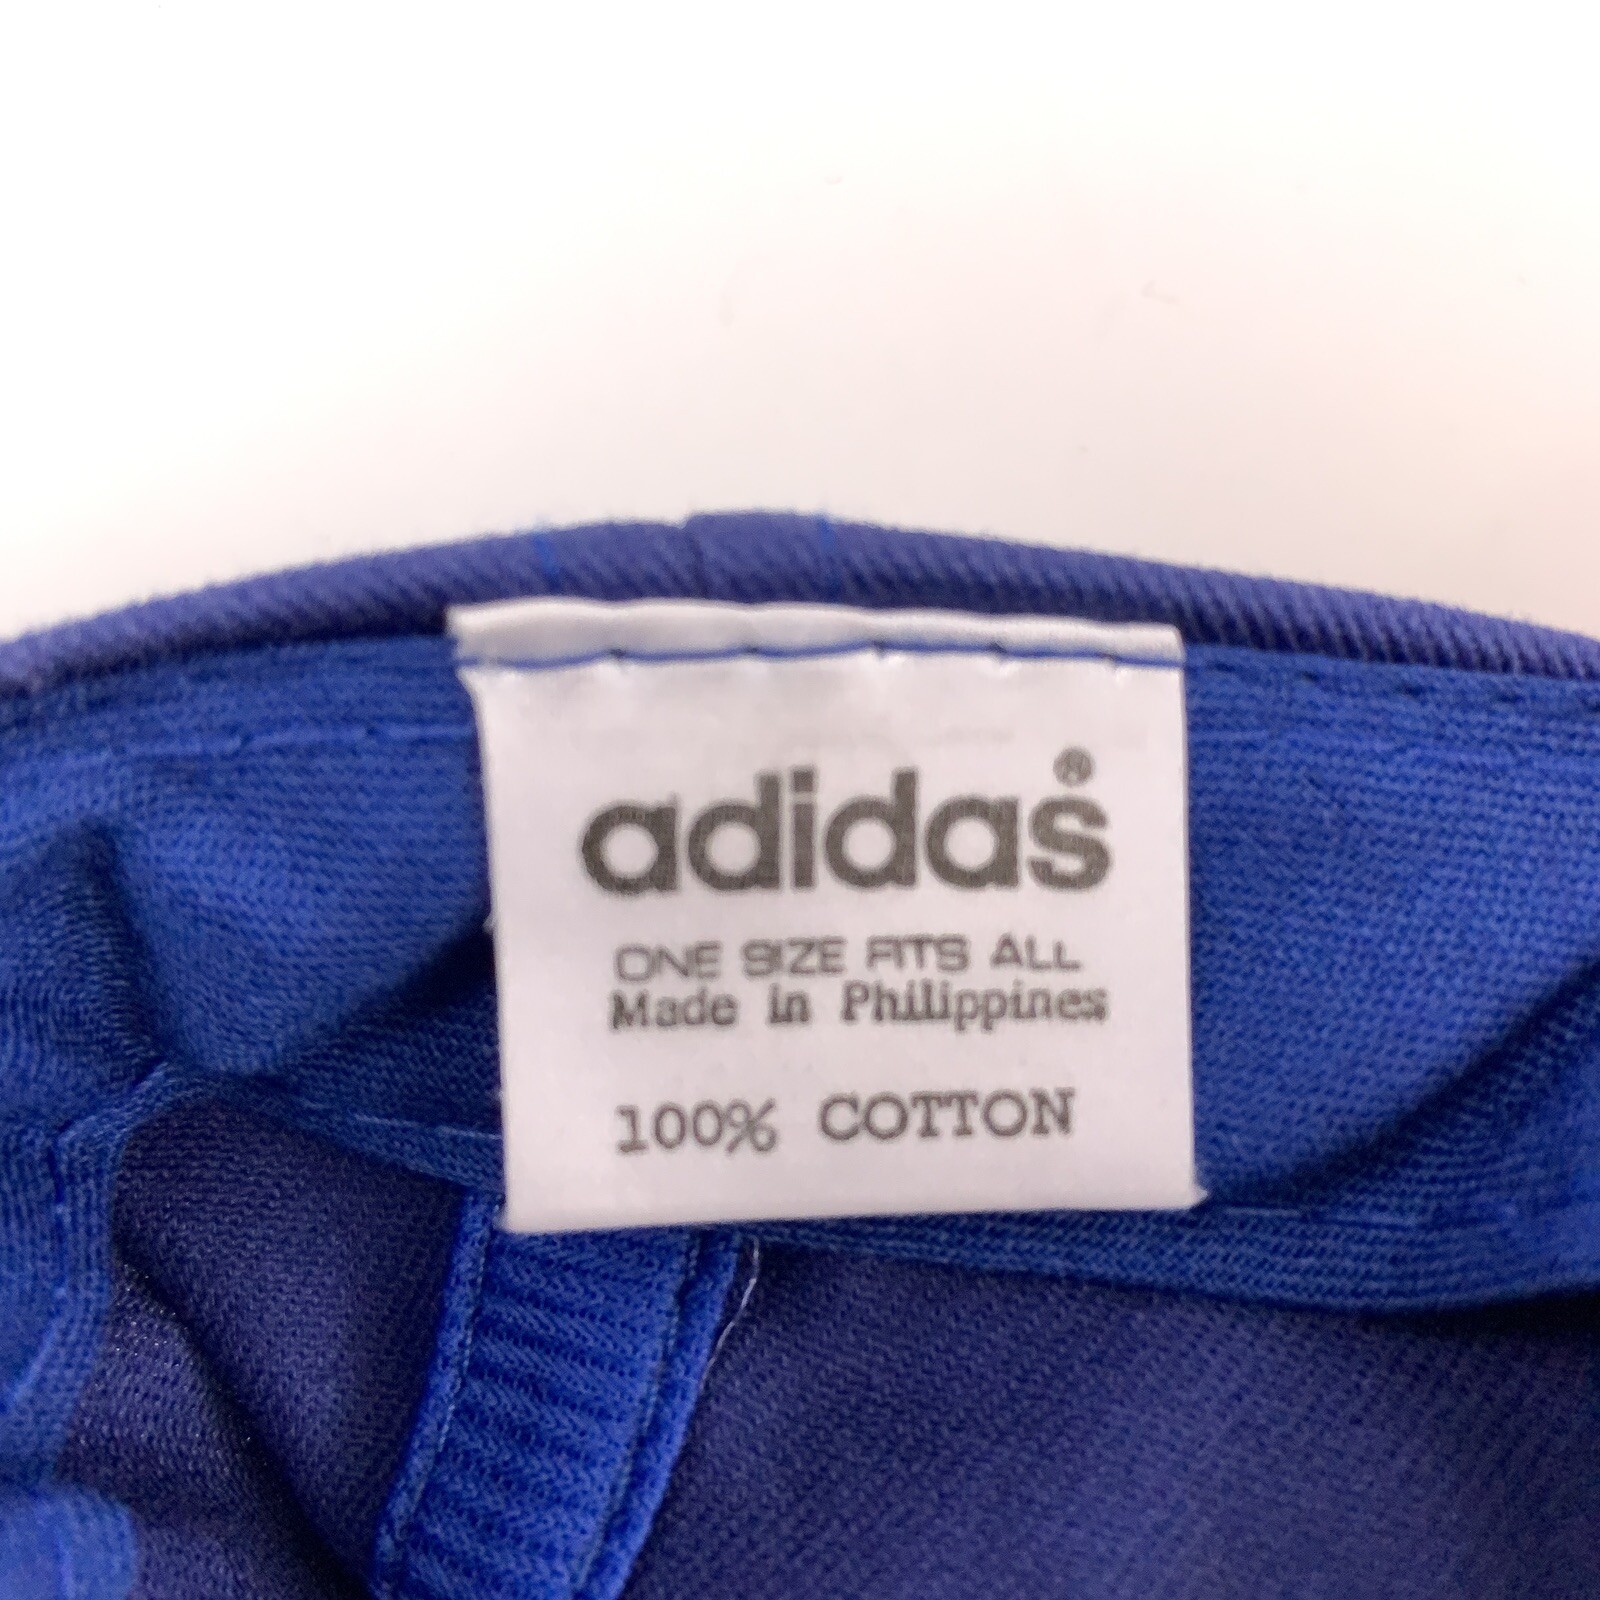 adidas®
ONE SIZE FITS ALL
Made in Philippines
100% COTTON